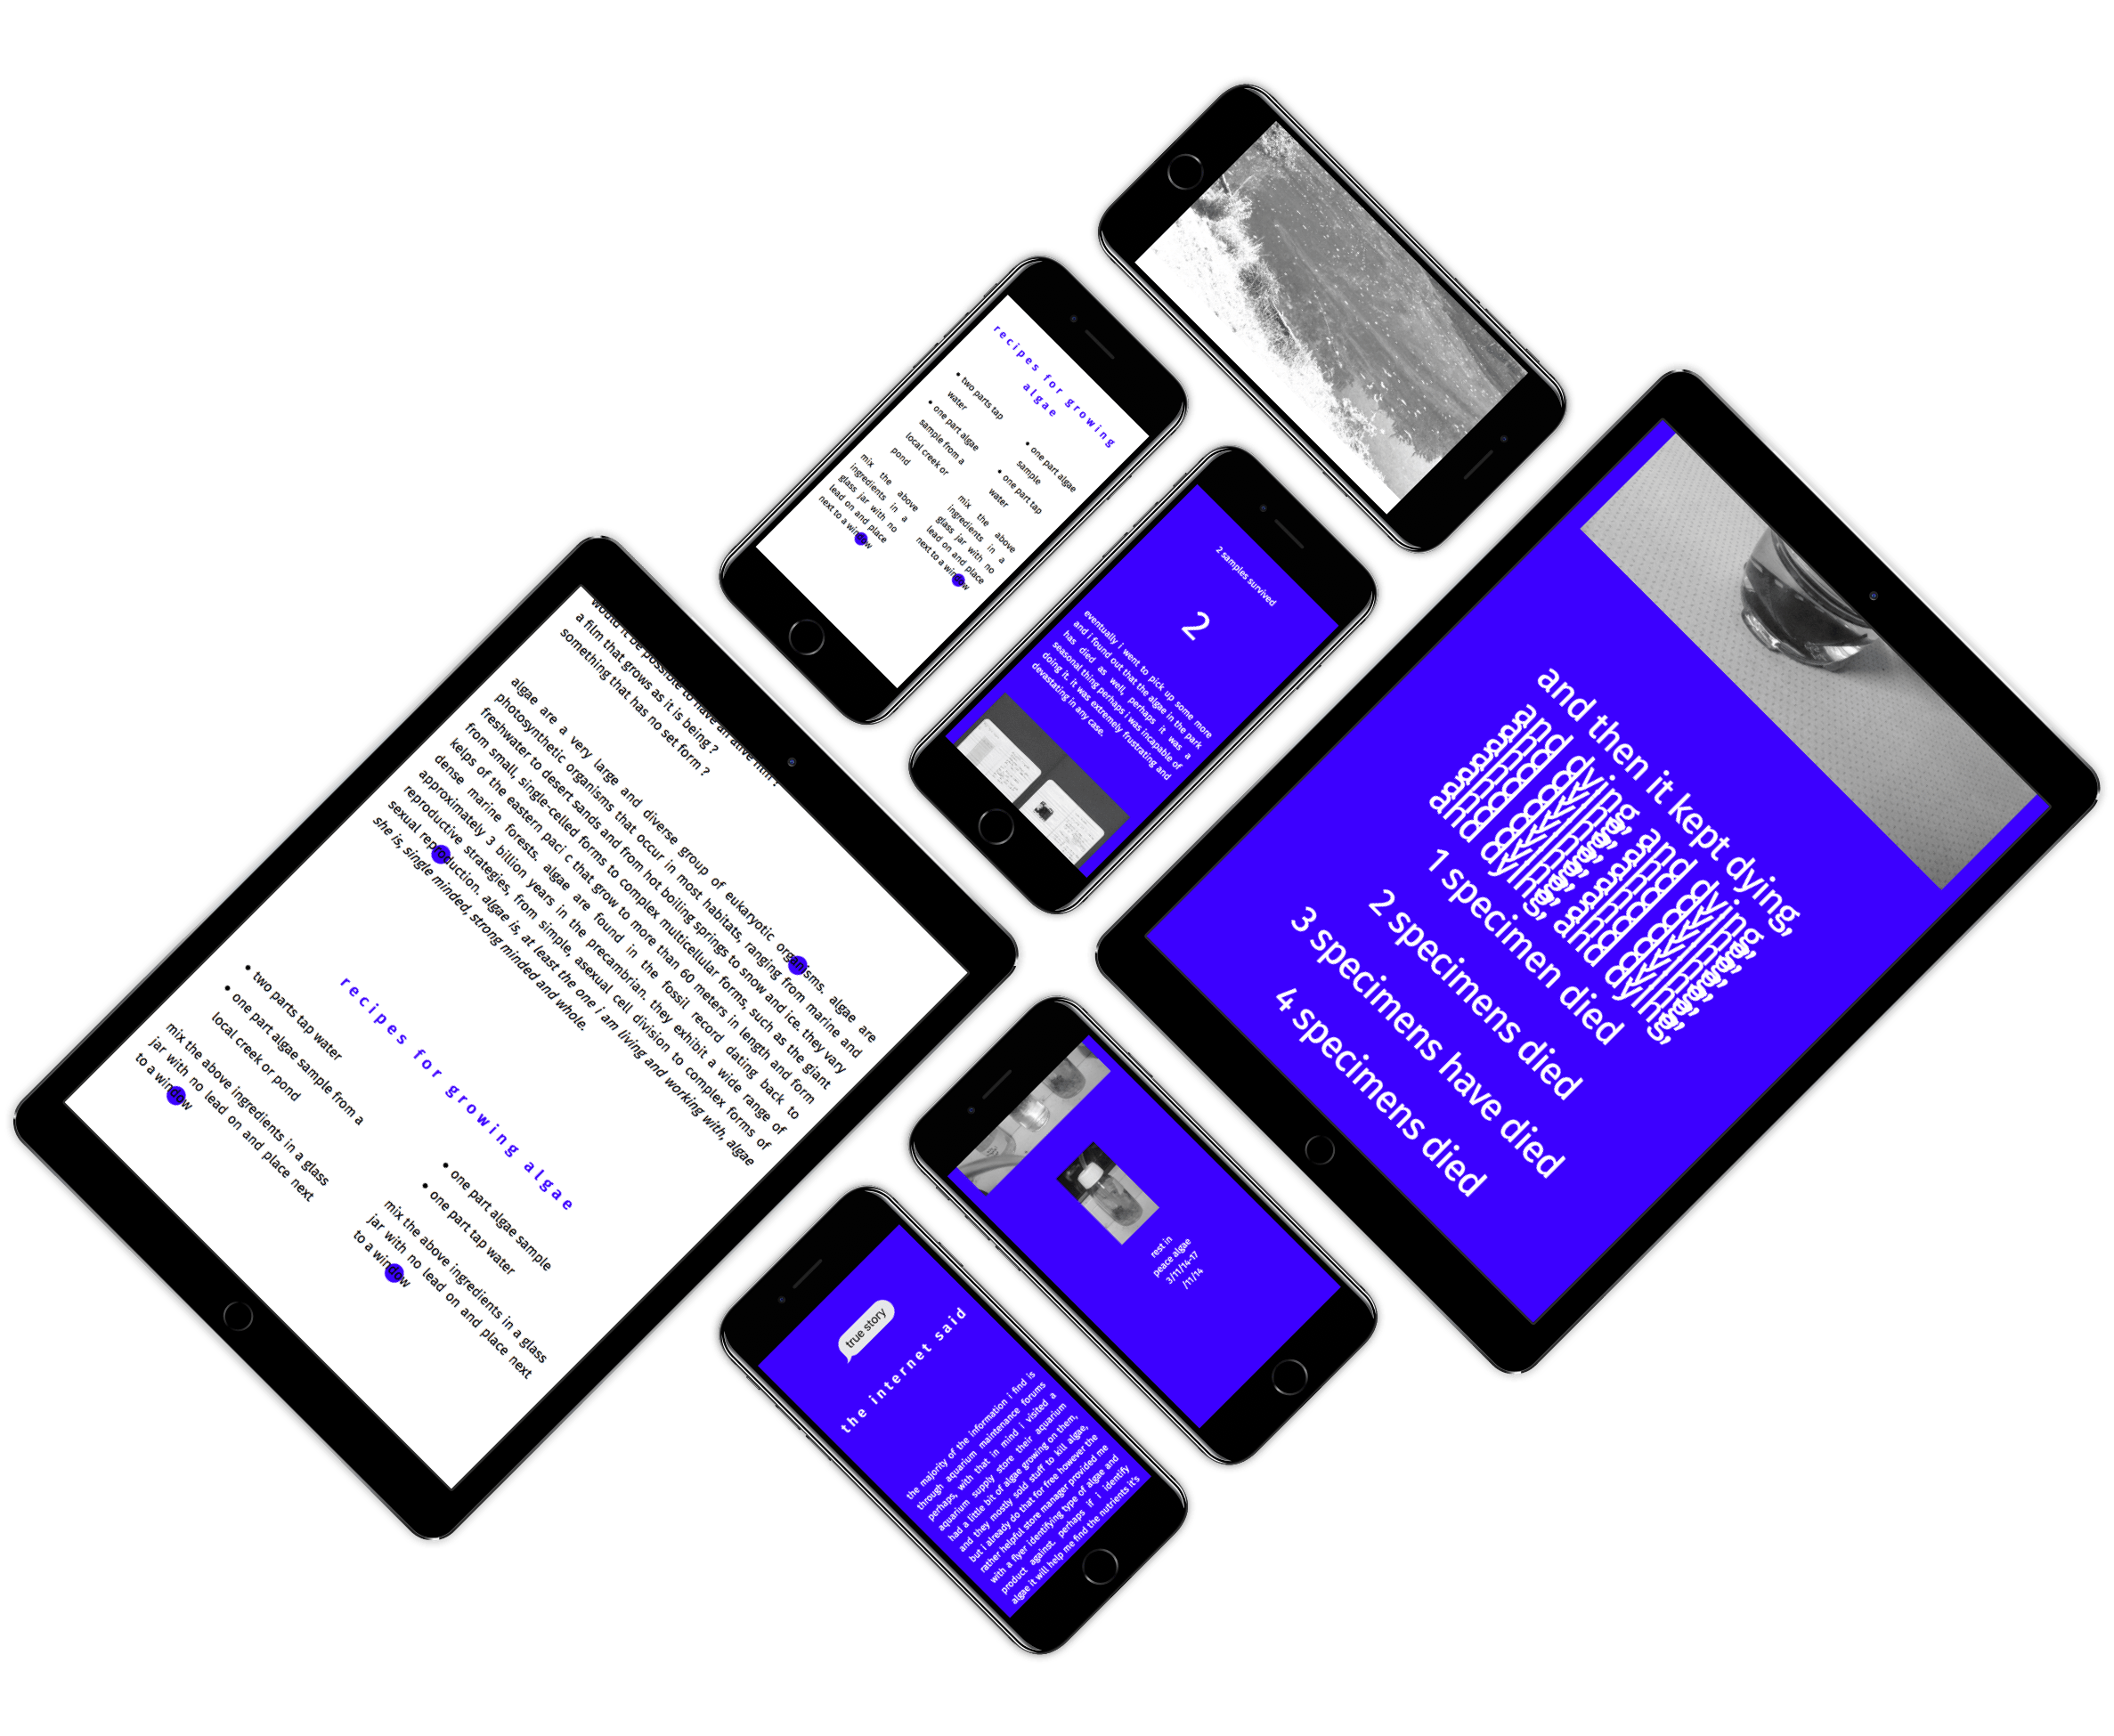 would it be possible to have an alive film ?
a film that grows as it is being ?
something that has no set form ?
algae are a very large and diverse group of eukaryotic organisms. algae are
photosynthetic organisms that occur in most habitats, ranging from marine and
freshwater to desert sands and from hot boiling springs to snow and ice. they vary
from small, single-celled forms to complex multicellular forms, such as the giant
kelps of the eastern paci c that grow to more than 60 meters in length and form
dense marine forests. algae are found in the fossil record dating back to
approximately 3 billion years in the precambrian. they exhibit a wide range of
reproductive strategies, from simple, asexual cell division to complex forms of
sexual reproduction. algae is, at least the one i am living and working with, algae
she is, single minded, strong minded and whole.
recipes for growing algae
• two parts tap water
• one part algae sample from a
local creek or pond
mix the above ingredients in a glass
jar with no lead on and place next
to a window
• one part algae sample
• one part tap water
mix the above ingredients in a glass
jar with no lead on and place next
to a window
recipes for growing
algae
• two parts tap
water
• one part algae
sample from a
local creek or
pond
mix the above
ingredients in a
glass jar with no
lead on and place
next to a window
• one part algae
sample
• one part tap
water
mix the above
ingredients in a
glass jar with no
lead on and place
next to a window
2 samples survived
2
eventually i went to pick up some more
and i found out that the algae in the park
has died as well, perhaps it was a
seasonal thing perhaps i was incapable of
doing it. it was extremely frustrating and
devastating in any case.
and then it kept dying,
and dying, and dying,
and dying, and dying,
1 specimen died
2 specimens died
3 specimens have died
4 specimens died
rest in
peace algae
3/11/14-17
/11/14
true story
the internet said
the majority of the information i find is
through aquarium maintenance forums
perhaps, with that in mind i visited a
aquarium supply store their aquarium
had a little bit of algae growing on them,
and they mostly sold stuff to kill algae,
but i already do that for free however the
rather helpful store manager provided me
with a flyer identifying type of algae and
product against. perhaps if i identify
algae it will help me find the nutrients it's